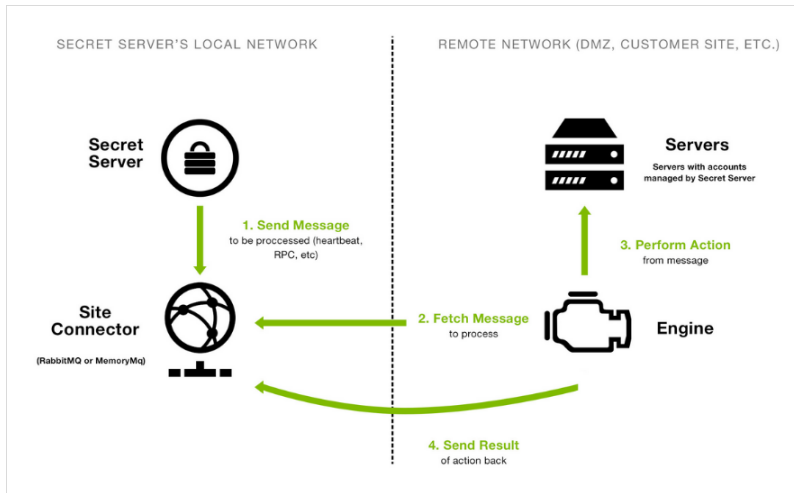 SECRET SERVER'S LOCAL NETWORK
REMOTE NETWORK (DMZ, CUSTOMER SITE, ETC.)
Secret
Server
Servers
Servers with accounts
managed by Secret Server
1. Send Message
to be proccessed (heartbeat,
RPC, etc)
3. Perform Action
from message
Site
Connector
(RabbitMQ or MemoryMq)
2. Fetch Message
to process
Engine
4. Send Result
of action back